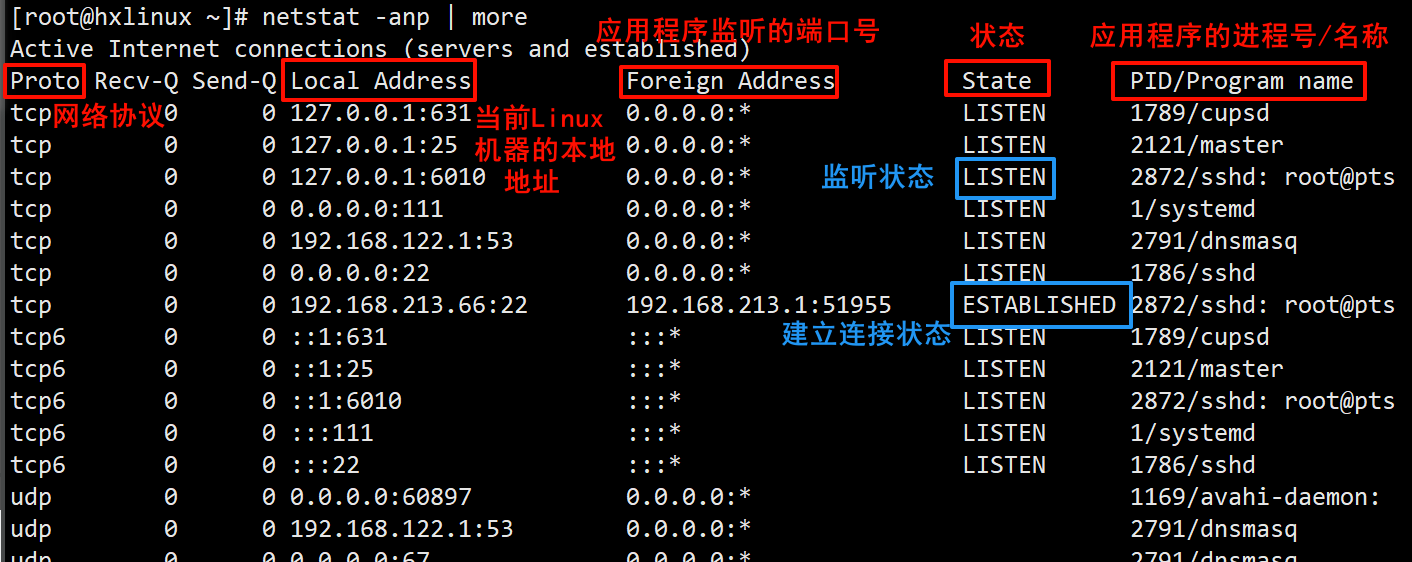 [root@hxlinux ~]# netstat -anp | more
应用程序监听的端口号 状态 应用程序的进程号/名称
Active Internet connections (servers and established)
Proto Recv-Q Send-Q Local Address Foreign Address State PID/Program name
tcp 0 0 127.0.0.1:631 0.0.0.0:* LISTEN 1789/cupsd
网络协议
当前Linux
机器的本地
地址
tcp 0 0 127.0.0.1:25 0.0.0.0:* LISTEN 2121/master
tcp 0 0 127.0.0.1:6010 0.0.0.0:* LISTEN 2872/sshd: root@pts
监听状态
tcp 0 0 0.0.0.0:111 0.0.0.0:* LISTEN 1/systemd
tcp 0 0 192.168.122.1:53 0.0.0.0:* LISTEN 2791/dnsmasq
tcp 0 0 0.0.0.0:22 0.0.0.0:* LISTEN 1786/sshd
tcp 0 0 192.168.213.66:22 192.168.213.1:51955 ESTABLISHED 2872/sshd: root@pts
建立连接状态
tcp6 0 0 ::1:631 :::* LISTEN 1789/cupsd
tcp6 0 0 ::1:25 :::* LISTEN 2121/master
tcp6 0 0 ::1:6010 :::* LISTEN 2872/sshd: root@pts
tcp6 0 0 :::111 :::* LISTEN 1/systemd
tcp6 0 0 :::22 :::* LISTEN 1786/sshd
udp 0 0 0.0.0.0:60897 0.0.0.0:* 1169/avahi-daemon:
udp 0 0 192.168.122.1:53 0.0.0.0:* 2791/dnsmasq
udp 0 0 0.0.0.0:67 0.0.0.0:* 2791/dnsmasq